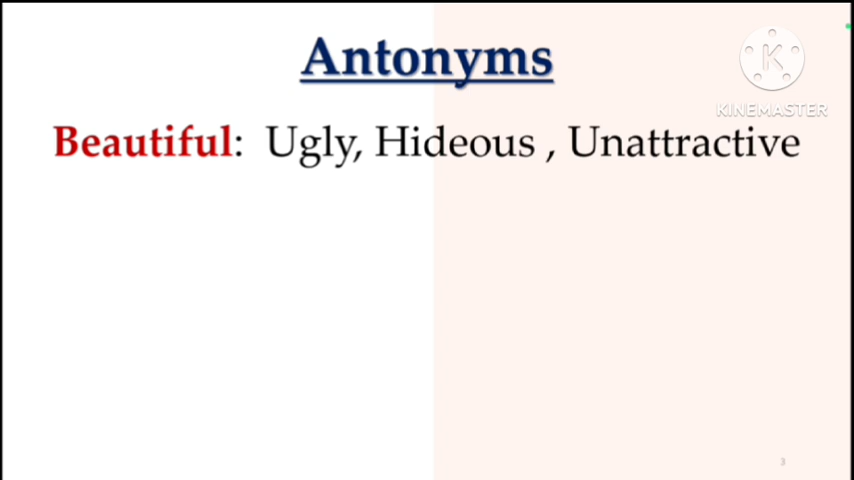 Antonyms
K
KINEMASTER
Beautiful: Ugly, Hideous , Unattractive
3